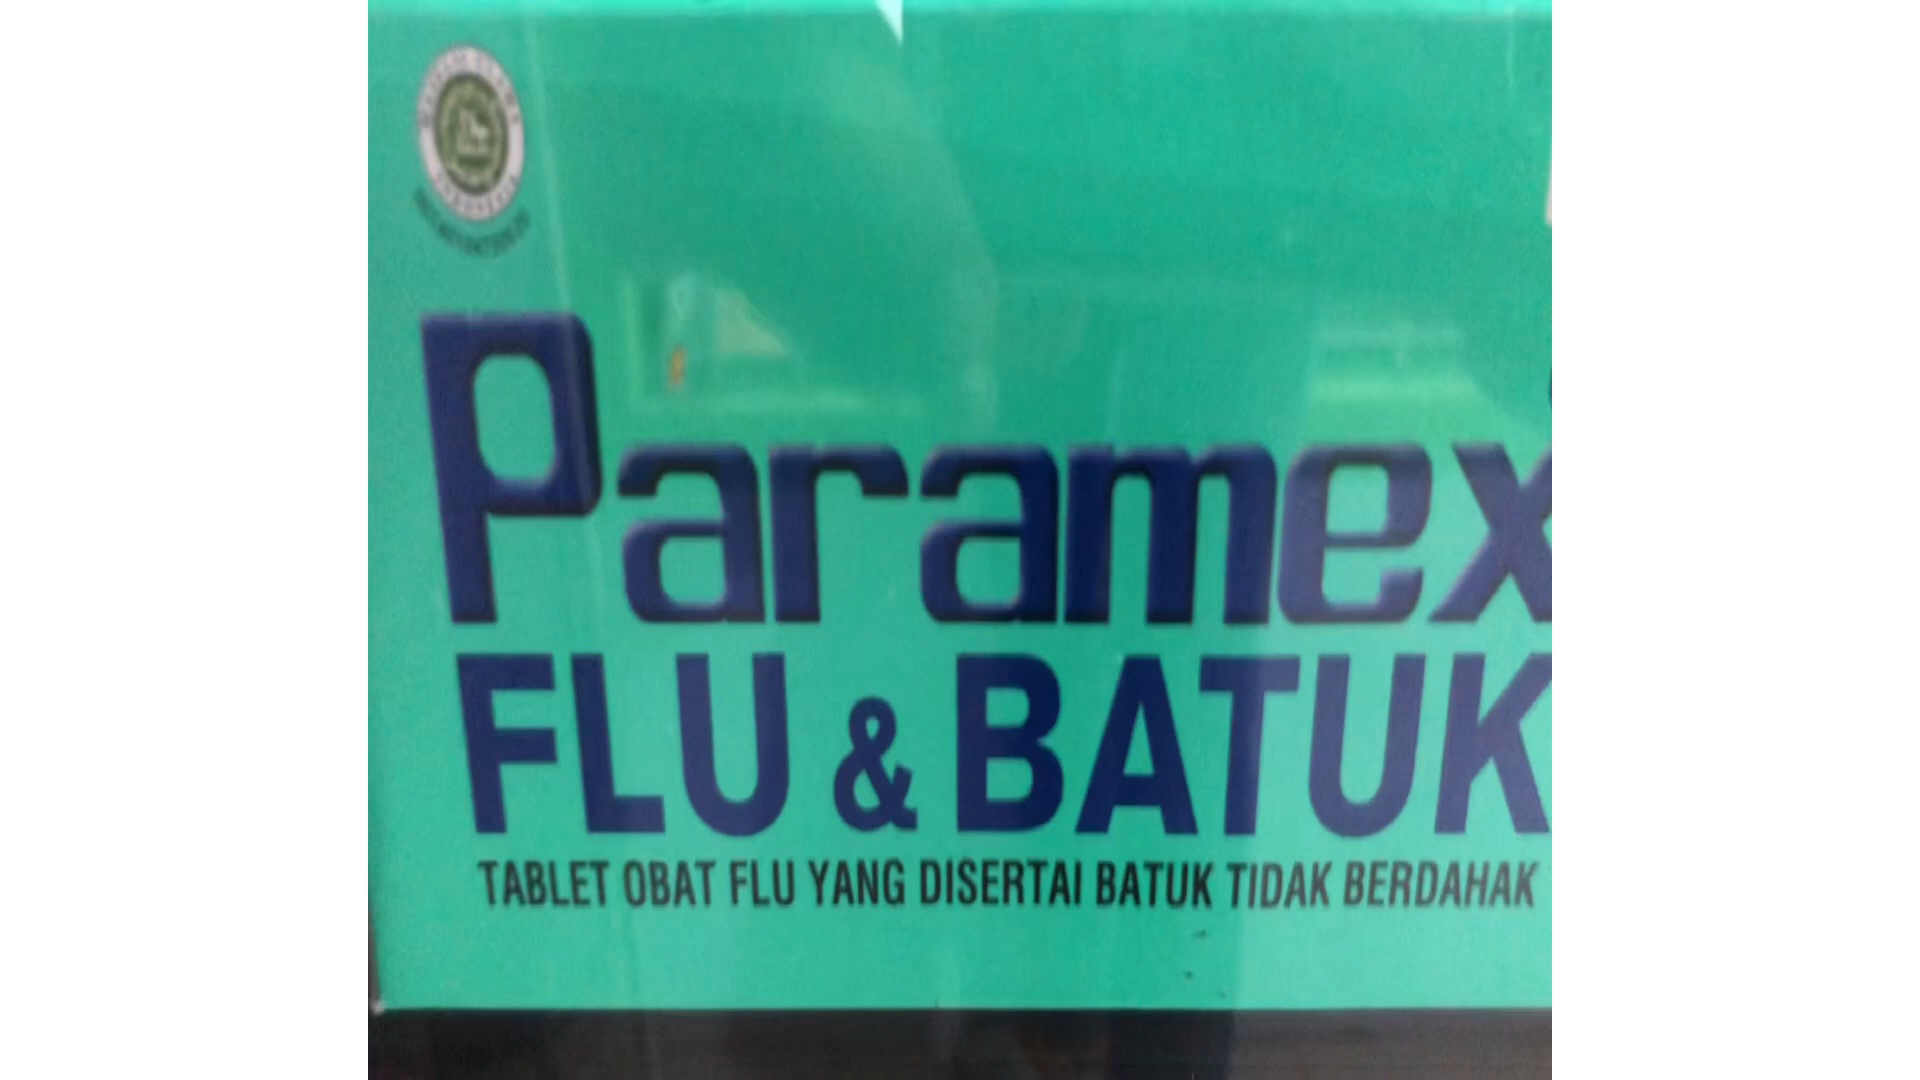 Paramex
FLU & BATUK
TABLET OBAT FLU YANG DISERTAI BATUK TIDAK BERDAHAK